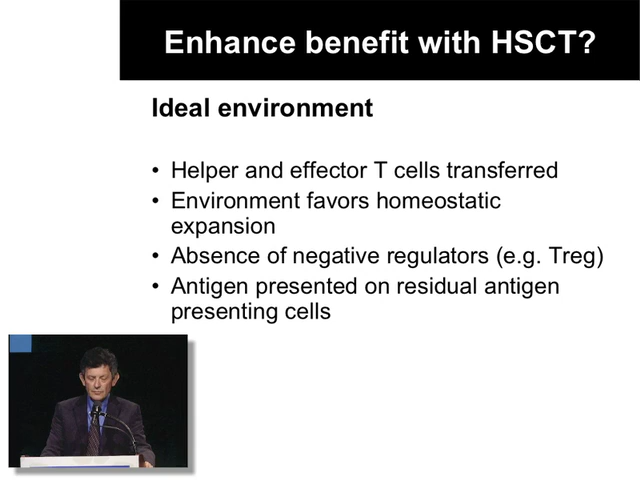 Enhance benefit with HSCT?
Ideal environment
• Helper and effector T cells transferred
• Environment favors homeostatic
expansion
• Absence of negative regulators (e.g. Treg)
• Antigen presented on residual antigen
presenting cells